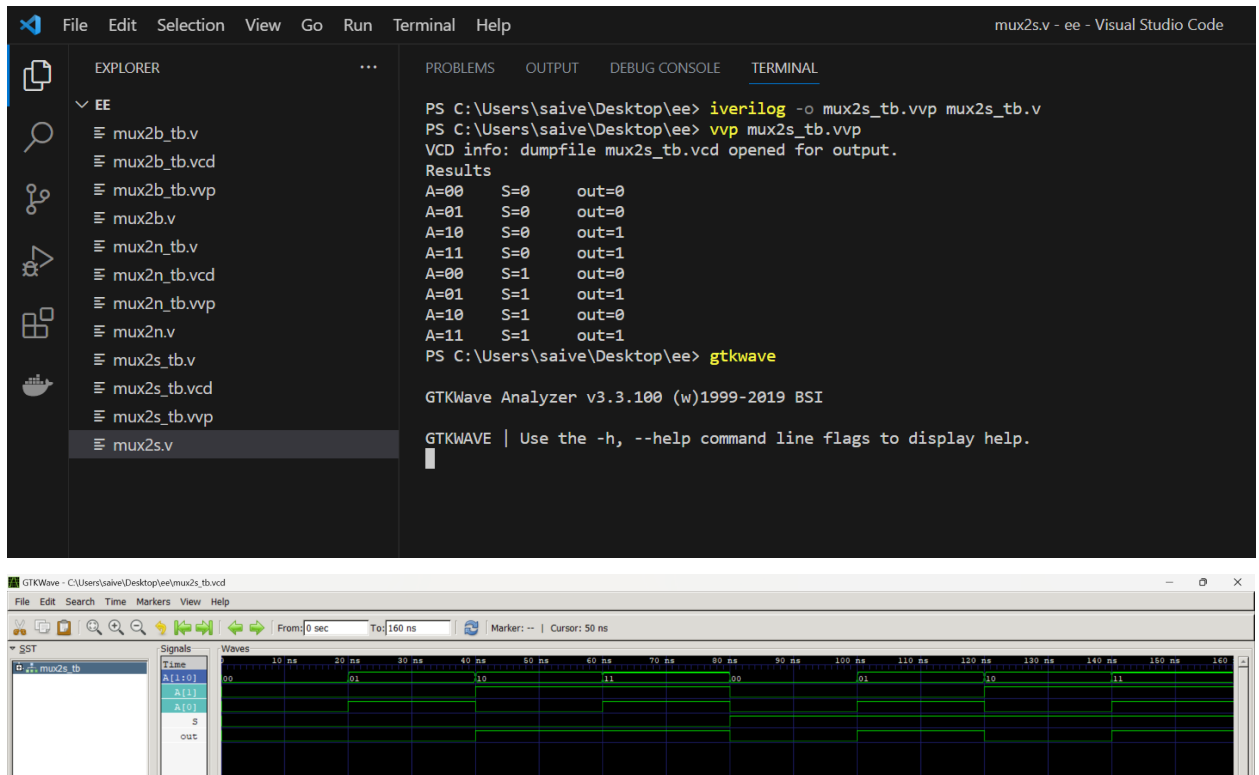 File Edit Selection View Go Run Terminal Help mux2s.v - ee - Visual Studio Code
EXPLORER ...
EE
mux2b_tb.v
mux2b_tb.vcd
mux2b_tb.vvp
mux2b.v
mux2n_tb.v
mux2n_tb.vcd
mux2n_tb.vvp
mux2n.v
mux2s_tb.v
mux2s_tb.vcd
mux2s_tb.vvp
mux2s.v
PROBLEMS OUTPUT DEBUG CONSOLE TERMINAL
PS C:\Users\saive\Desktop\ee> iverilog -o mux2s_tb.vvp mux2s_tb.v
PS C:\Users\saive\Desktop\ee> vvp mux2s_tb.vvp
VCD info: dumpfile mux2s_tb.vcd opened for output.
Results
A=00 S=0 out=0
A=01 S=0 out=0
A=10 S=0 out=1
A=11 S=0 out=1
A=00 S=1 out=0
A=01 S=1 out=1
A=10 S=1 out=0
A=11 S=1 out=1
PS C:\Users\saive\Desktop\ee> gtkwave
GTKWave Analyzer v3.3.100 (w)1999-2019 BSI
GTKWAVE | Use the -h, --help command line flags to display help.
GTKWave - C:\Users\saive\Desktop\ee\mux2s_tb.vcd
File Edit Search Time Markers View Help
From: 0 sec To: 160 ns Marker: -- | Cursor: 50 ns
SST
mux2s_tb
Signals
Time
A[1:0]
A[1]
A[0]
S
out
Waves
0 10 ns 20 ns 30 ns 40 ns 50 ns 60 ns 70 ns 80 ns 90 ns 100 ns 110 ns 120 ns 130 ns 140 ns 150 ns 160
00 01 10 11 00 01 10 11